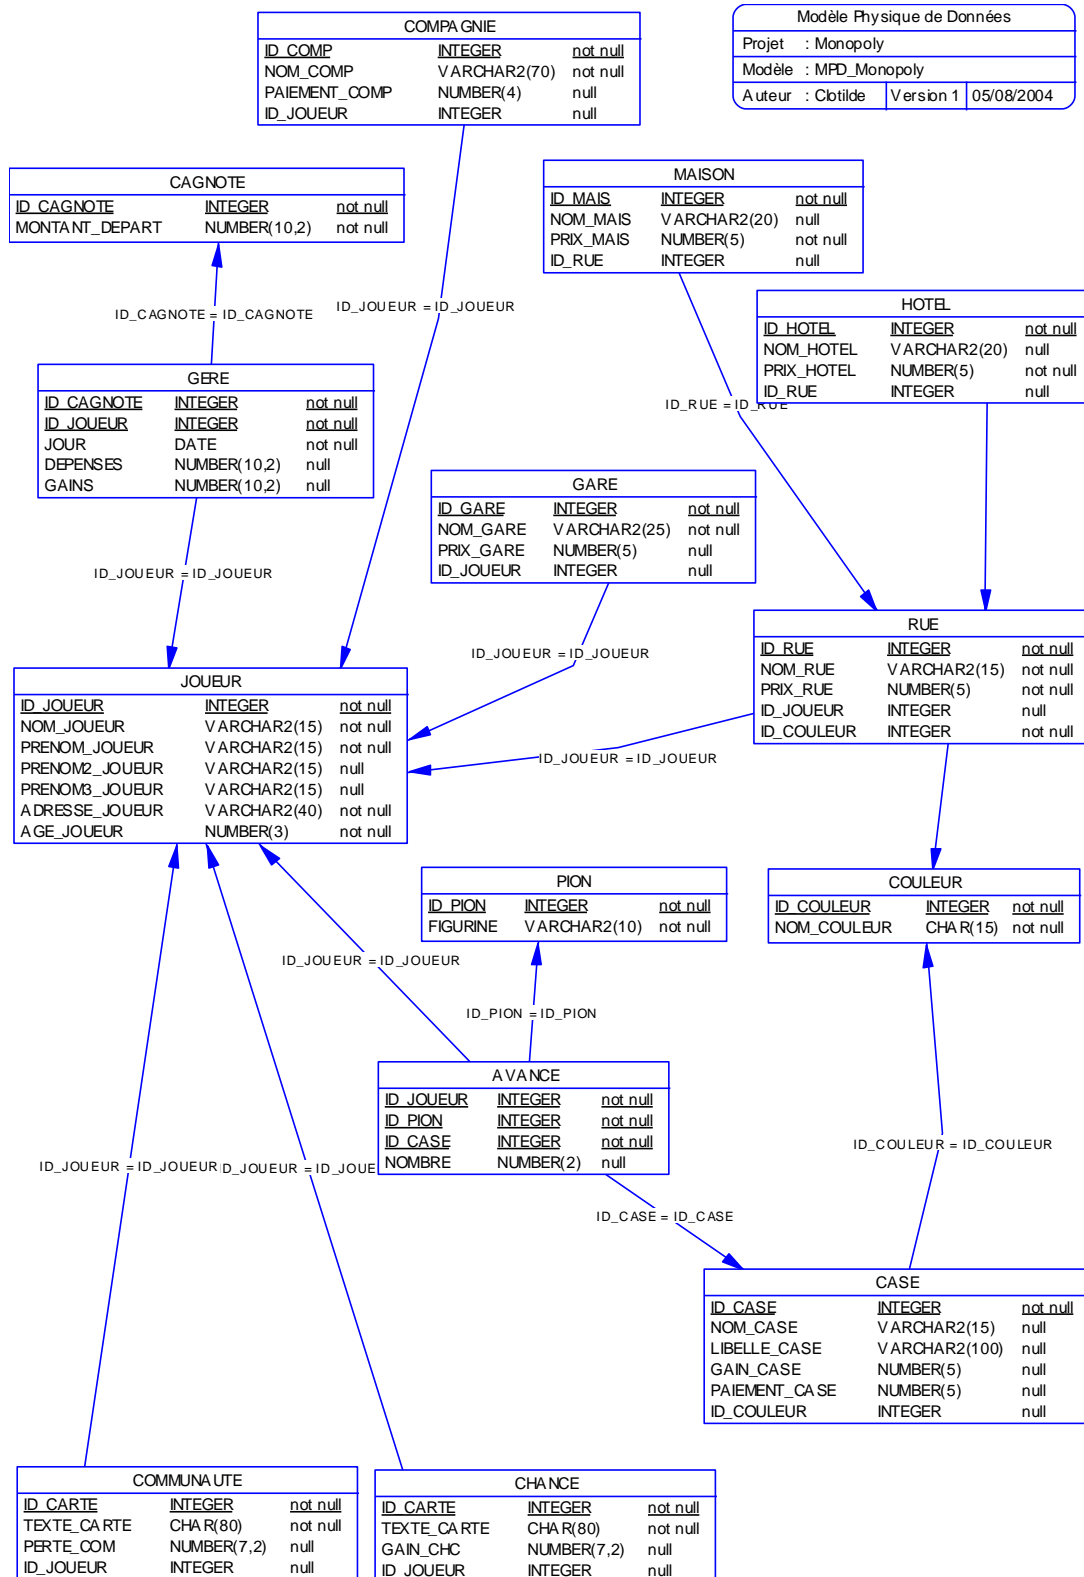 Modèle Physique de Données
Projet : Monopoly
Modèle : MPD_Monopoly
Auteur : Clotilde Version 1 05/08/2004
COMPAGNIE
ID_COMP INTEGER not null
NOM_COMP VARCHAR2(70) not null
PAIEMENT_COMP NUMBER(4) null
ID_JOUEUR INTEGER null
CAGNOTE
ID_CAGNOTE INTEGER not null
MONTANT_DEPART NUMBER(10,2) not null
MAISON
ID_MAIS INTEGER not null
NOM_MAIS VARCHAR2(20) null
PRIX_MAIS NUMBER(5) not null
ID_RUE INTEGER null
ID_CAGNOTE = ID_CAGNOTE
ID_JOUEUR = ID_JOUEUR
HOTEL
ID_HOTEL INTEGER not null
NOM_HOTEL VARCHAR2(20) null
PRIX_HOTEL NUMBER(5) not null
ID_RUE INTEGER null
ID_RUE = ID_RUE
GERE
ID_CAGNOTE INTEGER not null
ID_JOUEUR INTEGER not null
JOUR DATE not null
DEPENSES NUMBER(10,2) null
GAINS NUMBER(10,2) null
GARE
ID_GARE INTEGER not null
NOM_GARE VARCHAR2(25) not null
PRIX_GARE NUMBER(5) null
ID_JOUEUR INTEGER null
ID_JOUEUR = ID_JOUEUR
ID_JOUEUR = ID_JOUEUR
RUE
ID_RUE INTEGER not null
NOM_RUE VARCHAR2(15) not null
PRIX_RUE NUMBER(5) not null
ID_JOUEUR INTEGER null
ID_COULEUR INTEGER not null
JOUEUR
ID_JOUEUR INTEGER not null
NOM_JOUEUR VARCHAR2(15) not null
PRENOM_JOUEUR VARCHAR2(15) not null
PRENOM2_JOUEUR VARCHAR2(15) null
PRENOM3_JOUEUR VARCHAR2(15) null
ADRESSE_JOUEUR VARCHAR2(40) not null
AGE_JOUEUR NUMBER(3) not null
ID_JOUEUR = ID_JOUEUR
PION
ID_PION INTEGER not null
FIGURINE VARCHAR2(10) not null
COULEUR
ID_COULEUR INTEGER not null
NOM_COULEUR CHAR(15) not null
ID_JOUEUR = ID_JOUEUR
ID_PION = ID_PION
AVANCE
ID_JOUEUR INTEGER not null
ID_PION INTEGER not null
ID_CASE INTEGER not null
NOMBRE NUMBER(2) null
ID_COULEUR = ID_COULEUR
ID_JOUEUR = ID_JOUEUR
ID_JOUEUR = ID_JOUE
ID_CASE = ID_CASE
CASE
ID_CASE INTEGER not null
NOM_CASE VARCHAR2(15) null
LIBELLE_CASE VARCHAR2(100) null
GAIN_CASE NUMBER(5) null
PAIEMENT_CASE NUMBER(5) null
ID_COULEUR INTEGER null
COMMUNAUTE
ID_CARTE INTEGER not null
TEXTE_CARTE CHAR(80) not null
PERTE_COM NUMBER(7,2) null
ID_JOUEUR INTEGER null
CHANCE
ID_CARTE INTEGER not null
TEXTE_CARTE CHAR(80) not null
GAIN_CHC NUMBER(7,2) null
ID_JOUEUR INTEGER null